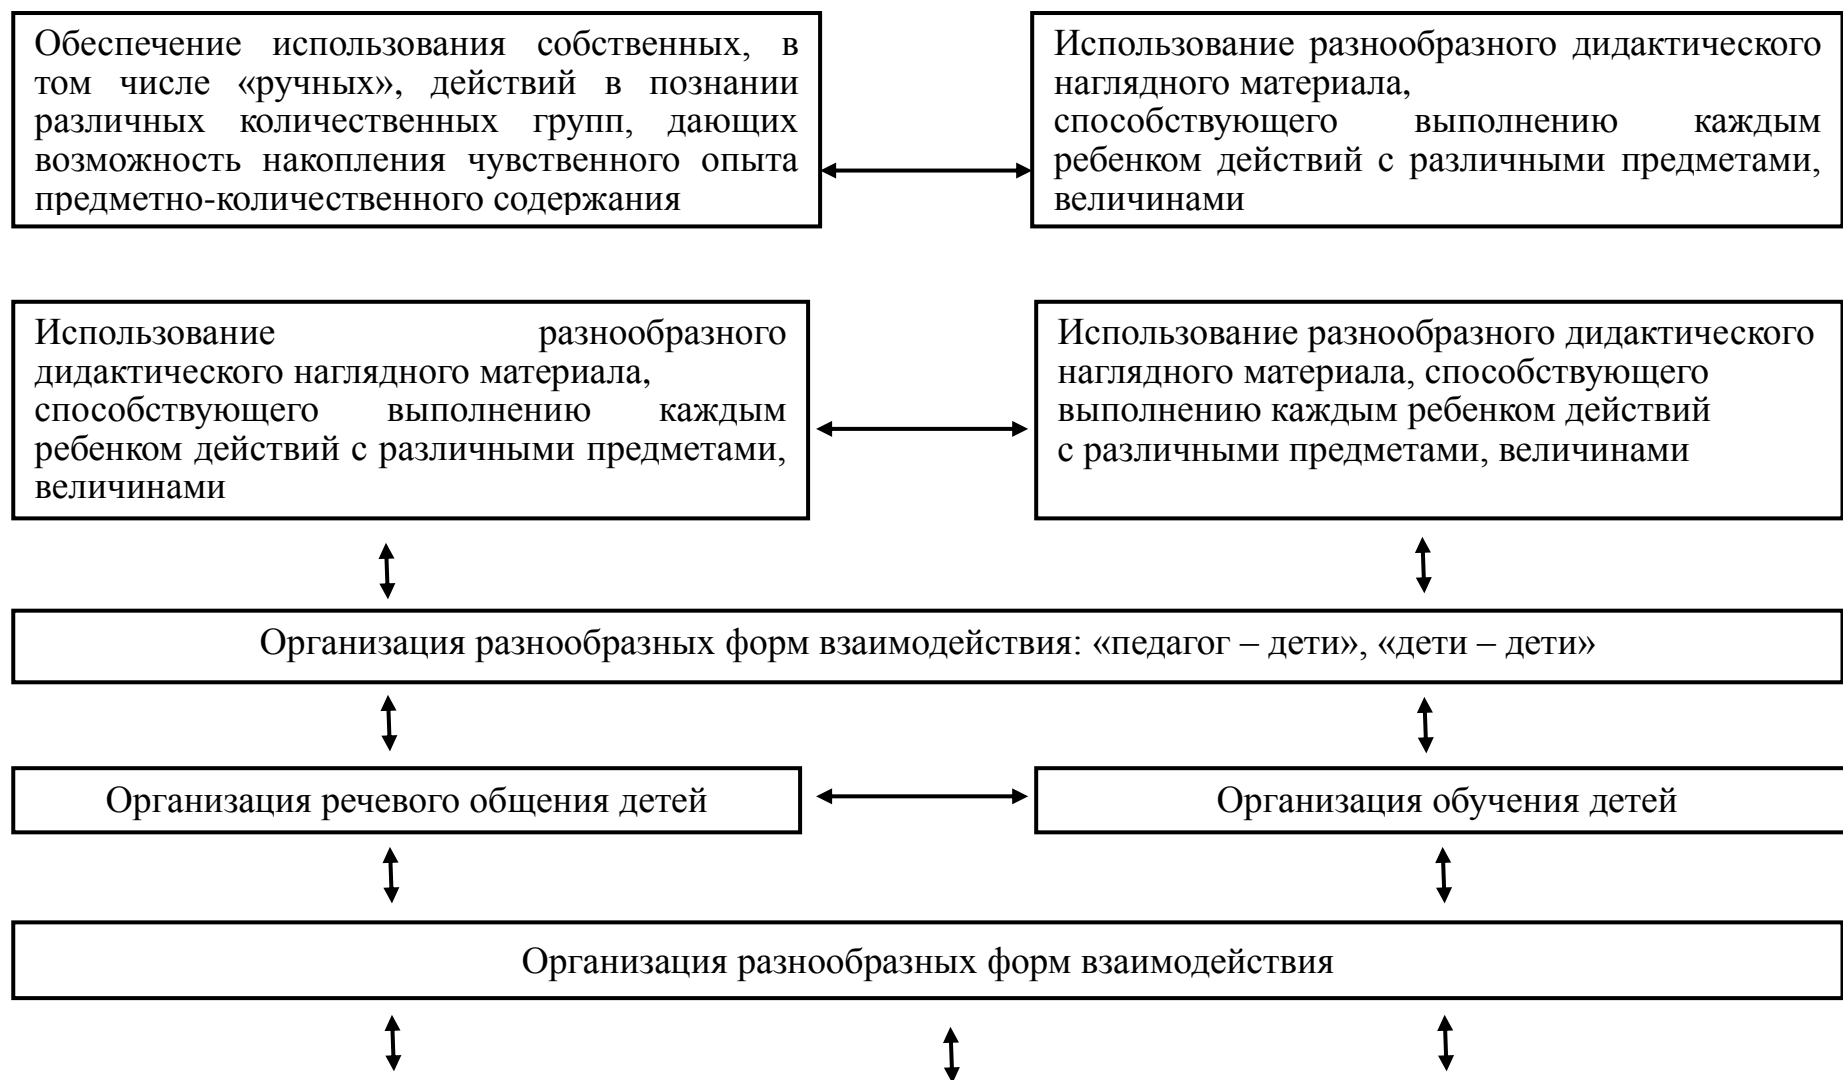 Обеспечение использования собственных, в
том числе «ручных», действий в познании
различных количественных групп, дающих
возможность накопления чувственного опыта
предметно-количественного содержания
Использование разнообразного дидактического
наглядного материала,
способствующего выполнению каждым
ребенком действий с различными предметами,
величинами
Использование разнообразного
дидактического наглядного материала,
способствующего выполнению каждым
ребенком действий с различными предметами,
величинами
Использование разнообразного дидактического
наглядного материала, способствующего
выполнению каждым ребенком действий
с различными предметами, величинами
Организация разнообразных форм взаимодействия: «педагог – дети», «дети – дети»
Организация речевого общения детей
Организация обучения детей
Организация разнообразных форм взаимодействия